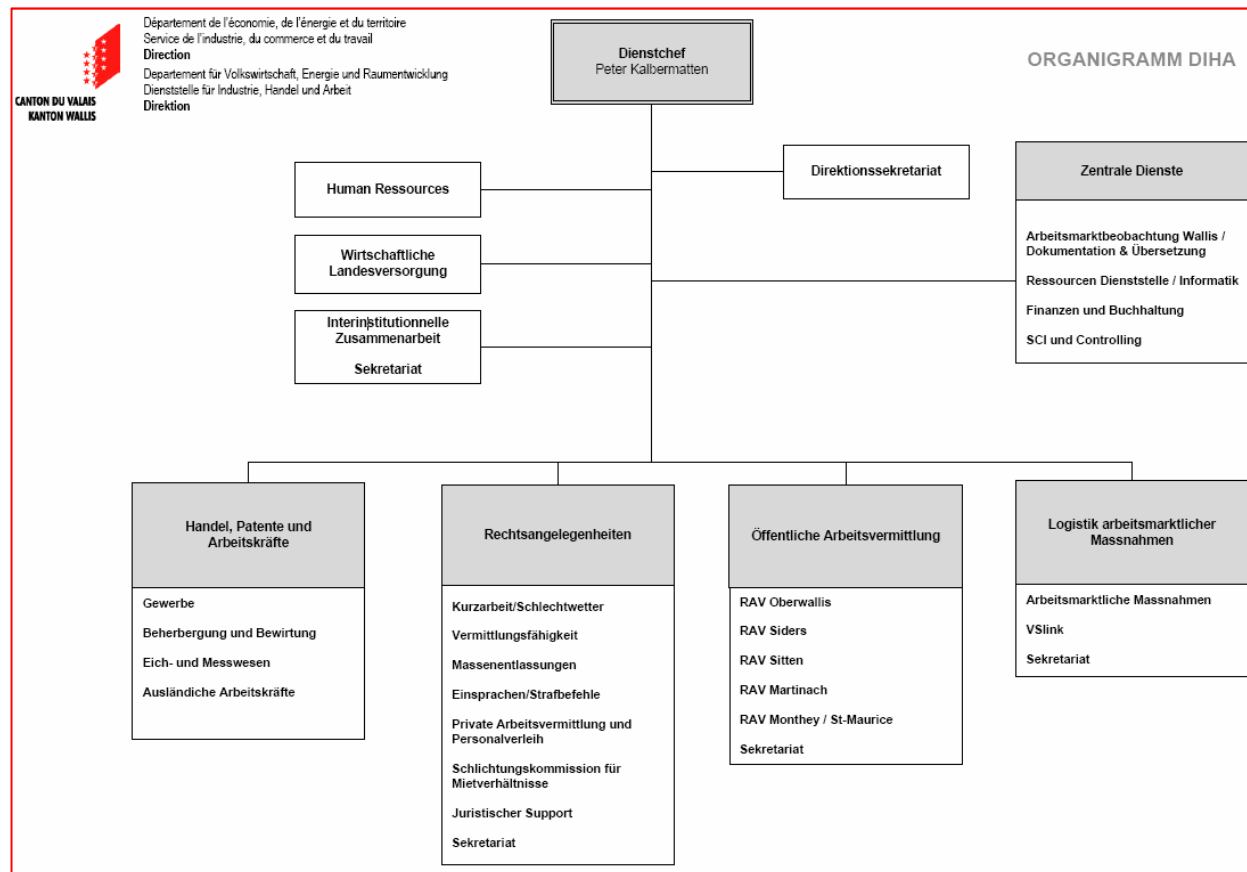 Département de l'économie, de l'énergie et du territoire
Service de l'industrie, du commerce et du travail
Direction
Departement für Volkswirtschaft, Energie und Raumentwicklung
Dienststelle für Industrie, Handel und Arbeit
Direktion
CANTON DU VALAIS
KANTON WALLIS
Dienstchef
Peter Kalbermatten
ORGANIGRAMM DIHA
Human Ressources
Direktionssekretariat
Wirtschaftliche
Landesversorgung
Interinstitutionnelle
Zusammenarbeit
Sekretariat
Zentrale Dienste
Arbeitsmarktbeobachtung Wallis /
Dokumentation & Übersetzung
Ressourcen Dienststelle / Informatik
Finanzen und Buchhaltung
SCI und Controlling
Handel, Patente und
Arbeitskräfte
Gewerbe
Beherbergung und Bewirtung
Eich- und Messwesen
Ausländiche Arbeitskräfte
Rechtsangelegenheiten
Kurzarbeit/Schlechtwetter
Vermittlungsfähigkeit
Massenentlassungen
Einsprachen/Strafbefehle
Private Arbeitsvermittlung und
Personalverleih
Schlichtungskommission für
Mietverhältnisse
Juristischer Support
Sekretariat
Öffentliche Arbeitsvermittlung
RAV Oberwallis
RAV Siders
RAV Sitten
RAV Martinach
RAV Monthey / St-Maurice
Sekretariat
Logistik arbeitsmarktlicher
Massnahmen
Arbeitsmarktliche Massnahmen
VSlink
Sekretariat